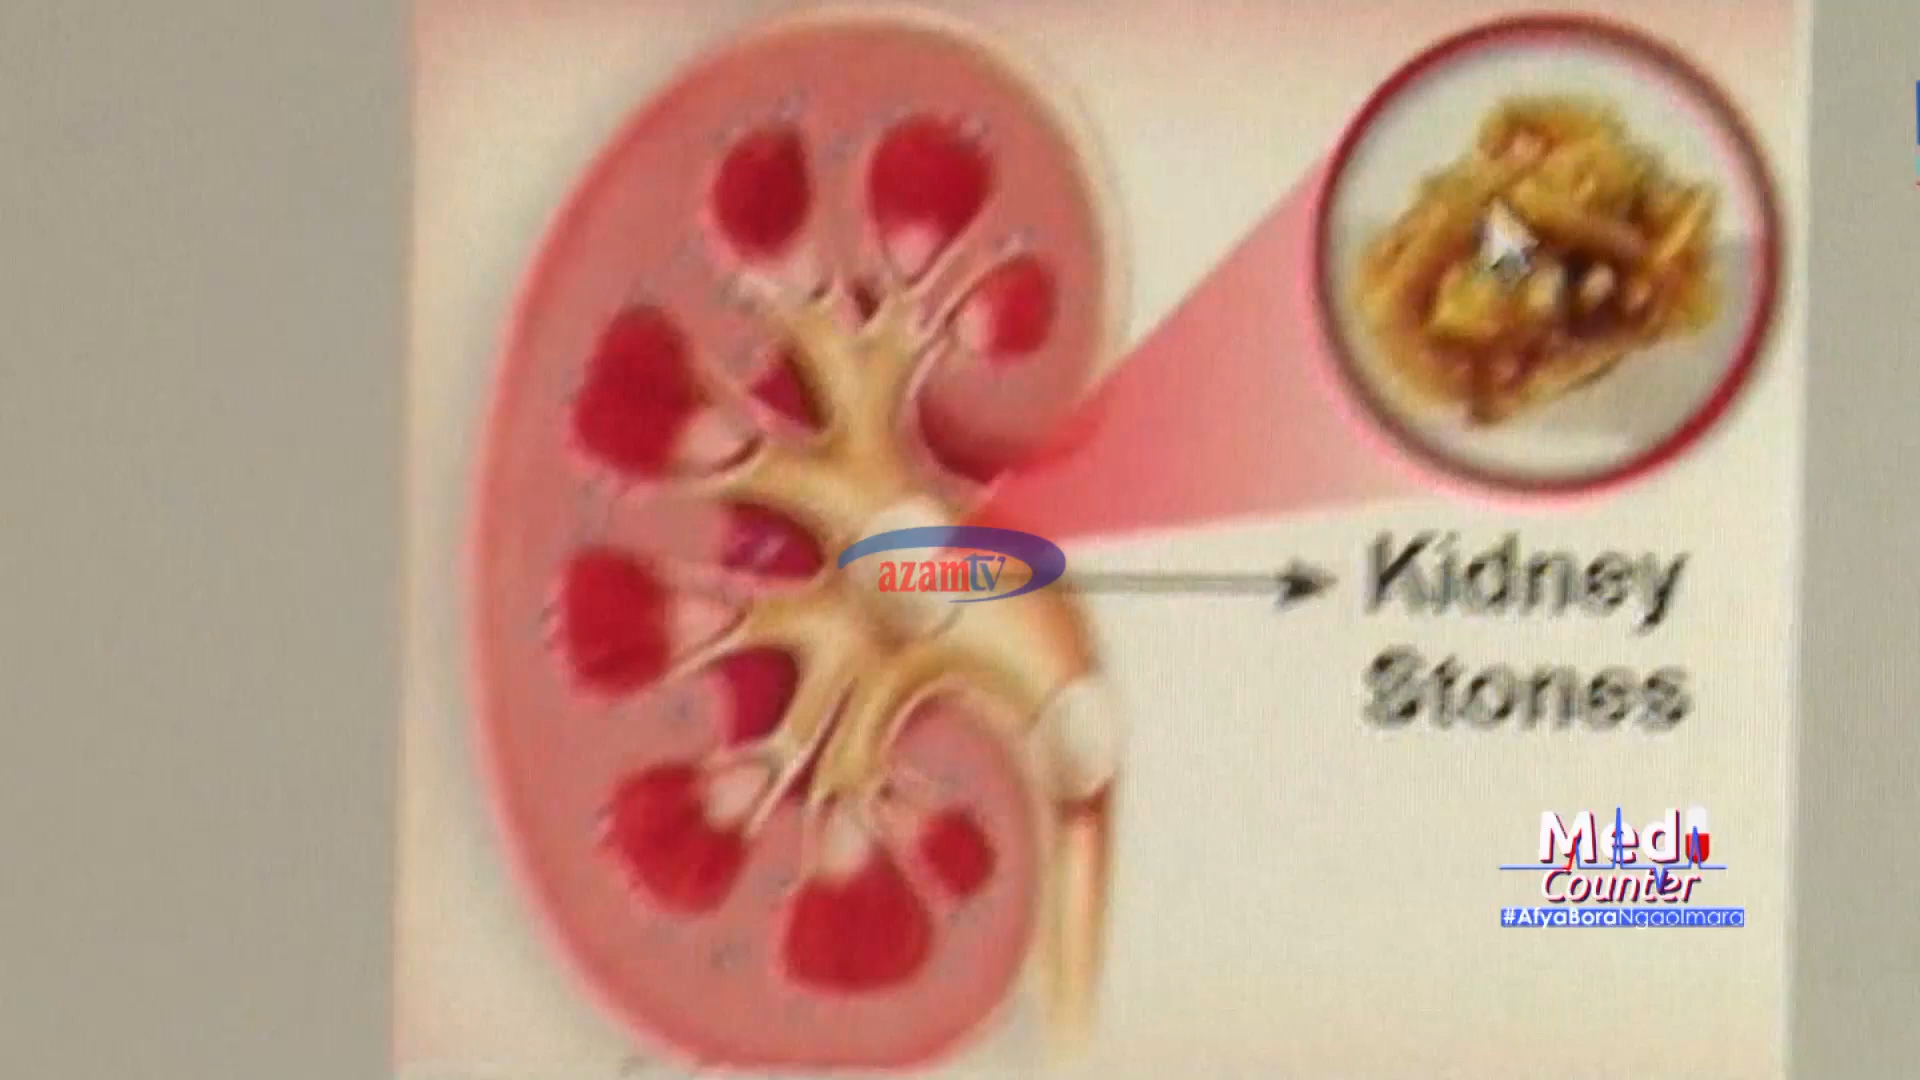 azamtv
Kidney
Stones
Medi
Counter
#AfyaBoraNgaoImara